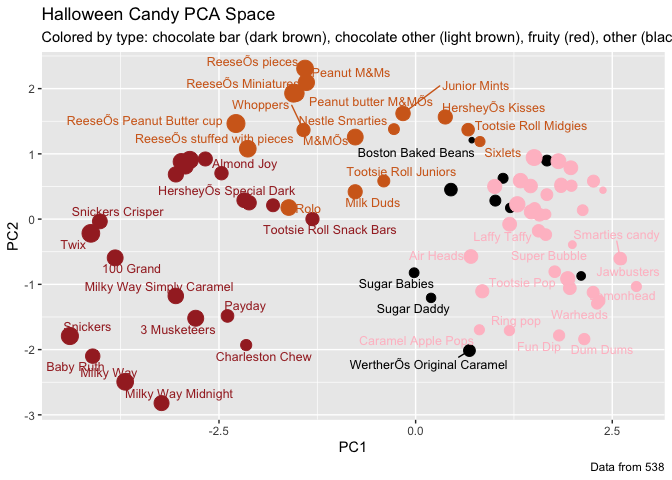 Halloween Candy PCA Space
Colored by type: chocolate bar (dark brown), chocolate other (light brown), fruity (red), other (blac
Reese Õs pieces
Peanut M&Ms
ReeseÕs Miniatures
Junior Mints
Whoppers
Peanut butter M&MÕs
HersheyÕs Kisses
ReeseÕs Peanut Butter cup
Nestle Smarties
Tootsie Roll Midgies
ReeseÕs stuffed with pieces
M&MÕs
Sixlets
Boston Baked Beans
Almond Joy
Tootsie Roll Juniors
HersheyÕs Special Dark
Milk Duds
Rolo
Snickers Crisper
Tootsie Roll Snack Bars
Laffy Taffy
Smarties candy
Twix
Air Heads
Super Bubble
100 Grand
Jawbusters
Milky Way Simply Caramel
Sugar Babies
Tootsie Pop
monhead
Payday
Sugar Daddy
Warheads
Snickers
3 Musketeers
Ring pop
Caramel Apple Pops
Fun Dip
Dum Dums
Charleston Chew
WertherÕs Original Caramel
Baby Ruth
Milky Way
Milky Way Midnight
2
1
0
-1
-2
-3
PC2
-2.5
0.0
2.5
PC1
Data from 538